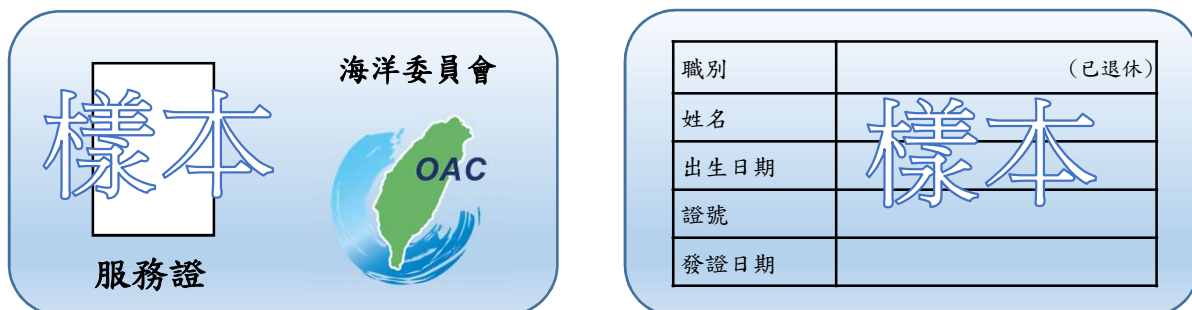 海洋委員會
樣本
OAC
服務證
職別 (已退休)
姓名
樣本
出生日期
證號
發證日期